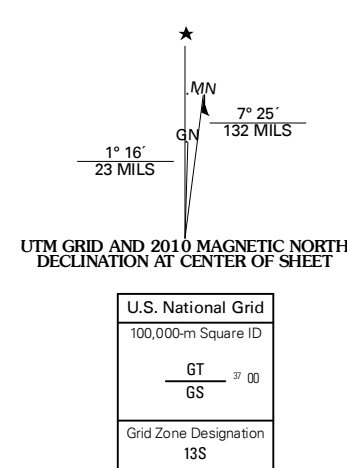 ★
MN
7° 25´
132 MILS
GN
1° 16´
23 MILS
UTM GRID AND 2010 MAGNETIC NORTH
DECLINATION AT CENTER OF SHEET
U.S. National Grid
100,000-m Square ID
GT
37 00
GS
Grid Zone Designation
13S